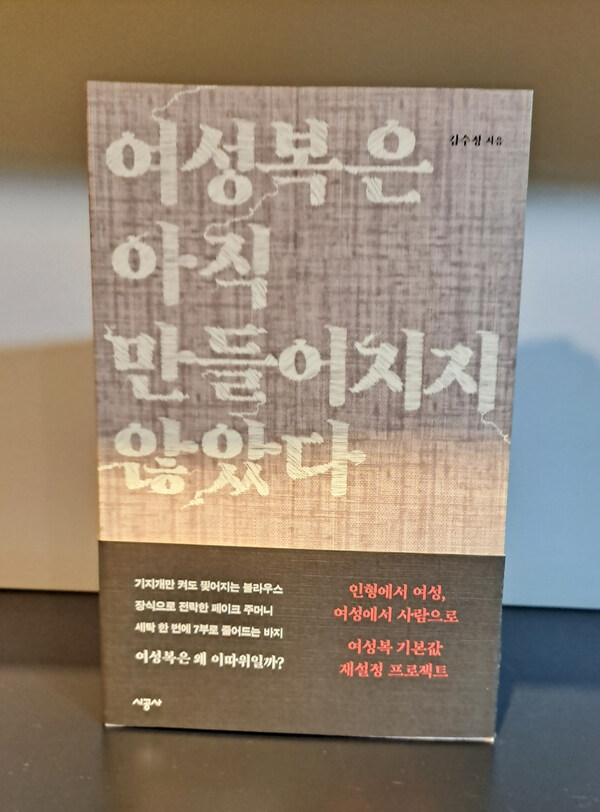 여성복은
아직
만들어지지
않았다
김수정 지음
기지개만 켜도 찢어지는 블라우스
장식으로 전락한 페이크 주머니
세탁 한 번에 7부로 줄어드는 바지
여성복은 왜 이따위일까?
인형에서 여성,
여성에서 사람으로
여성복 기본값
재설정 프로젝트
시공사